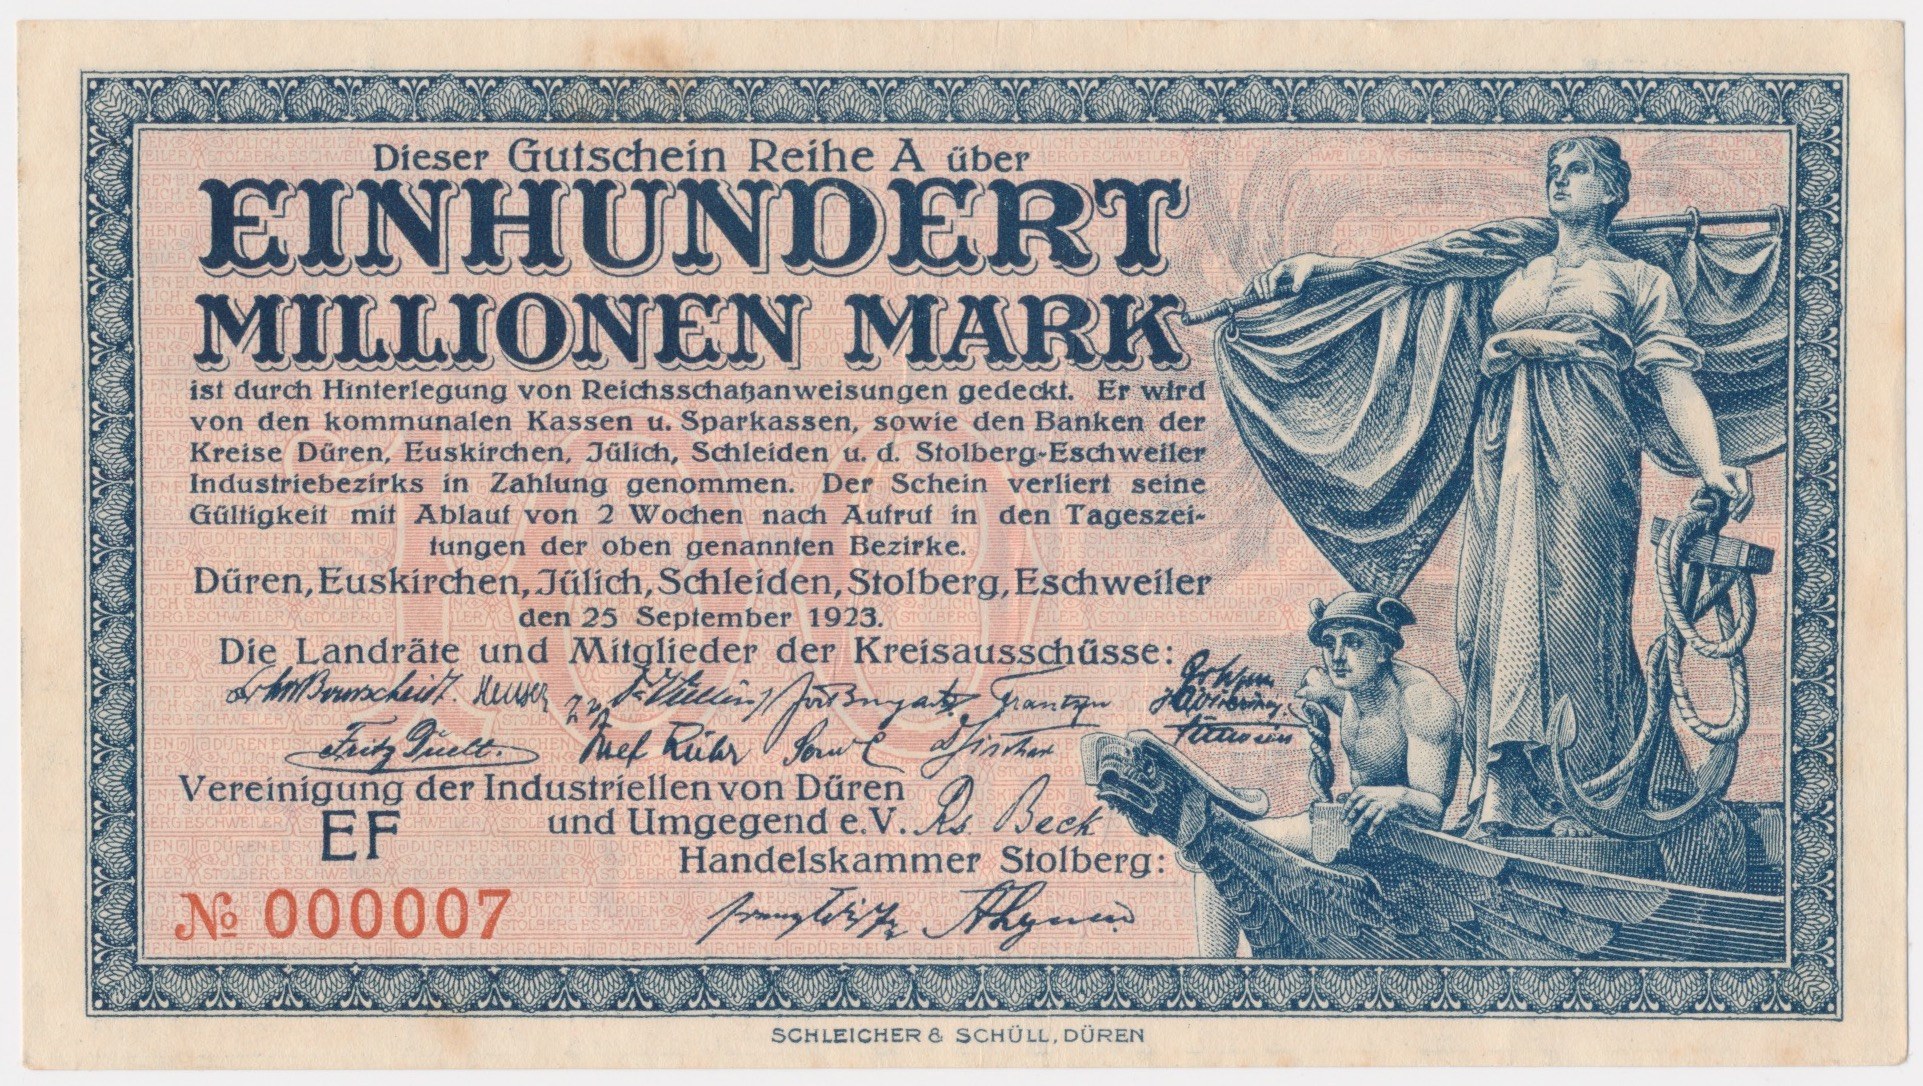 Dieser Gutschein Reihe A über
EINHUNDERT
MILLIONEN MARK
ist durch Hinterlegung von Reichsschatzanweisungen gedeckt. Er wird
von den kommunalen Kassen u. Sparkassen, sowie den Banken der
Kreise Düren, Euskirchen, Jülich, Schleiden u. d. Stolberg-Eschweiler
Industriebezirks in Zahlung genommen. Der Schein verliert seine
Gültigkeit mit Ablauf von 2 Wochen nach Aufruf in den Tageszei-
tungen der oben genannten Bezirke.
Düren, Euskirchen, Jülich, Schleiden, Stolberg, Eschweiler
den 25 September 1923.
Die Landräte und Mitglieder der Kreisausschüsse:
Heuser
Vereinigung der Industriellen von Düren
und Umgegend e.V. Rs. Beck
EF
Handelskammer Stolberg:
№ 000007
SCHLEICHER & SCHÜLL, DÜREN